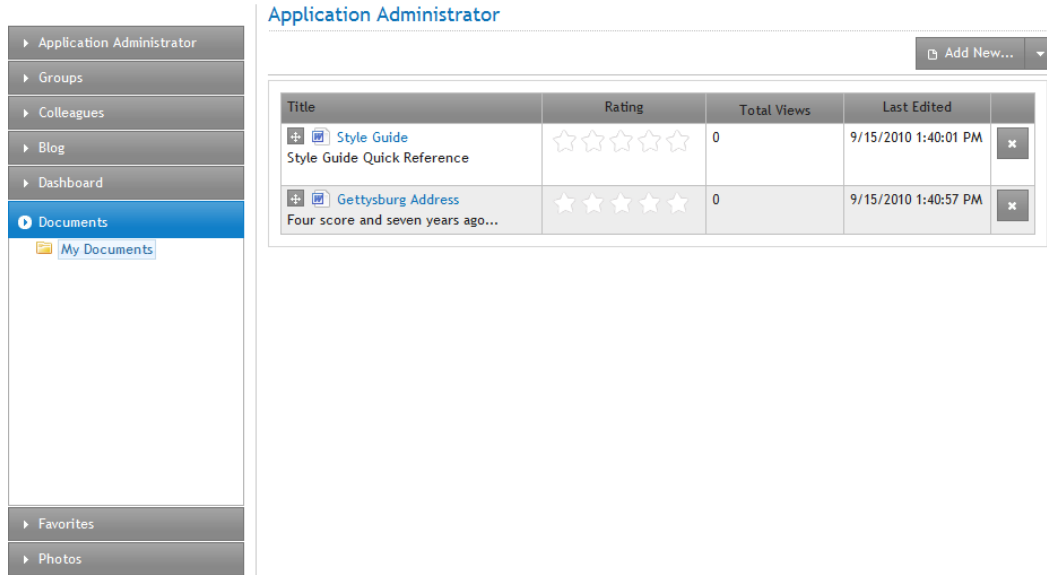 Application Administrator
Application Administrator
Groups
Colleagues
Blog
Dashboard
Documents
My Documents
Favorites
Photos
Add New...
Title Rating Total Views Last Edited
Style Guide 0 9/15/2010 1:40:01 PM
Style Guide Quick Reference
Gettysburg Address 0 9/15/2010 1:40:57 PM
Four score and seven years ago...